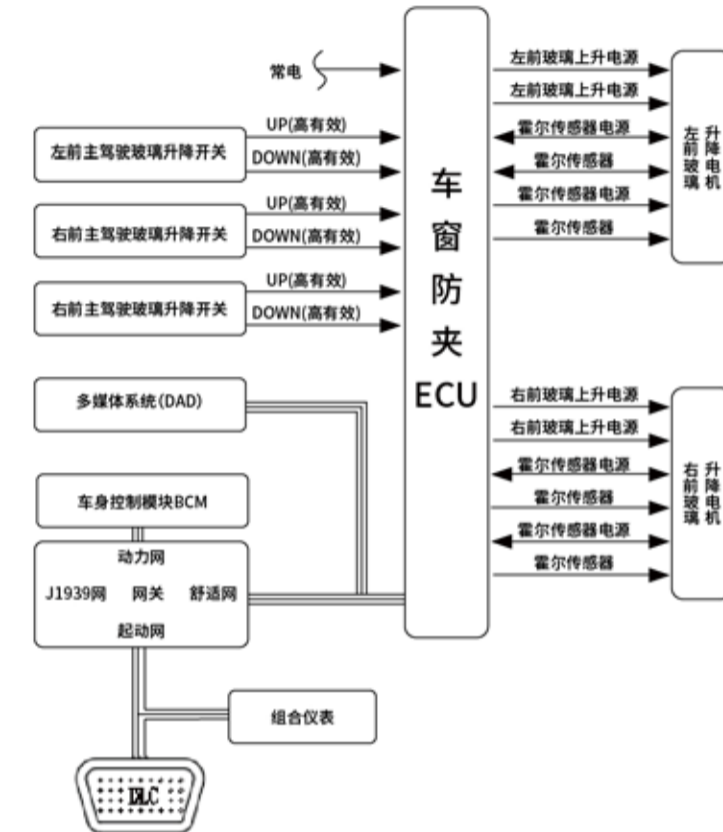 常电
UP(高有效)
左前主驾驶玻璃升降开关
DOWN(高有效)
UP(高有效)
右前主驾驶玻璃升降开关
DOWN(高有效)
UP(高有效)
右前主驾驶玻璃升降开关
DOWN(高有效)
多媒体系统(DAD)
车身控制模块BCM
动力网
J1939网 网关 舒适网
起动网
组合仪表
DLC
车窗防夹
ECU
左前玻璃上升电源
左前玻璃上升电源
霍尔传感器电源
霍尔传感器
霍尔传感器电源
霍尔传感器
左前玻璃
升降电机
右前玻璃上升电源
右前玻璃上升电源
霍尔传感器电源
霍尔传感器
霍尔传感器电源
霍尔传感器
右前玻璃
升降电机